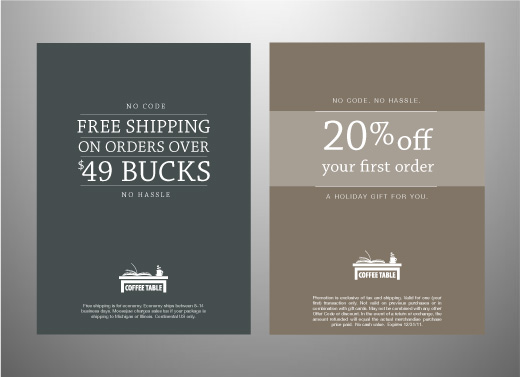 NO CODE
FREE SHIPPING
ON ORDERS OVER
$49 BUCKS
NO HASSLE
COFFEE TABLE
Free shipping is for economy. Economy ships between 5-11
business days. Moosejaw charges sales tax if your package is
shipping to Michigan or Illinois. Continental US only.
NO CODE. NO HASSLE.
20% off
your first order
A HOLIDAY GIFT FOR YOU.
COFFEE TABLE
Promotion is exclusive of tax and shipping. Valid for one (your
first) transaction only. Not valid on previous purchases or in
combination with gift cards. May not be combined with any other
Offer Code or discount. In the event of a return or exchange, the
amount refunded will equal the actual merchandise purchase
price paid. No cash value. Expires 12/31/11.